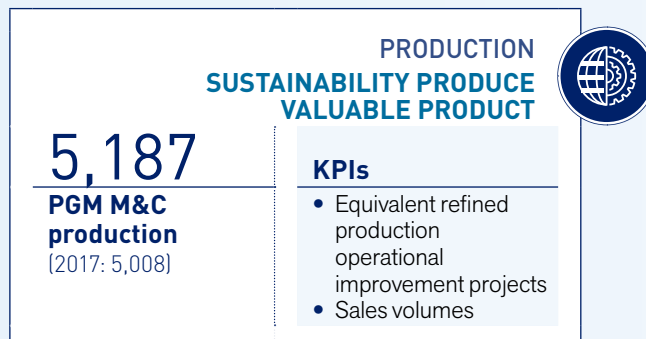 PRODUCTION
SUSTAINABILITY PRODUCE
VALUABLE PRODUCT
5,187
PGM M&C
production
(2017: 5,008)
KPIs
• Equivalent refined
production
operational
improvement projects
• Sales volumes